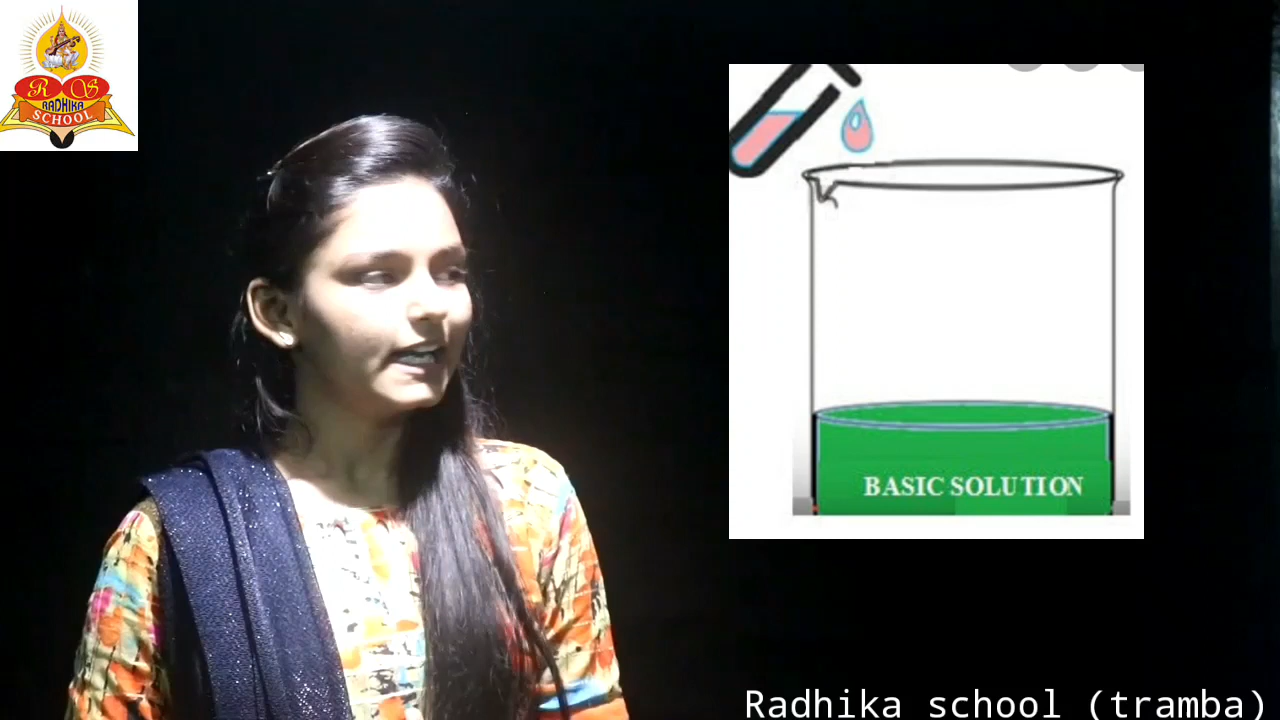 R S
RADHIKA
SCHOOL
BASIC SOLUTION
Radhika school (tramba)